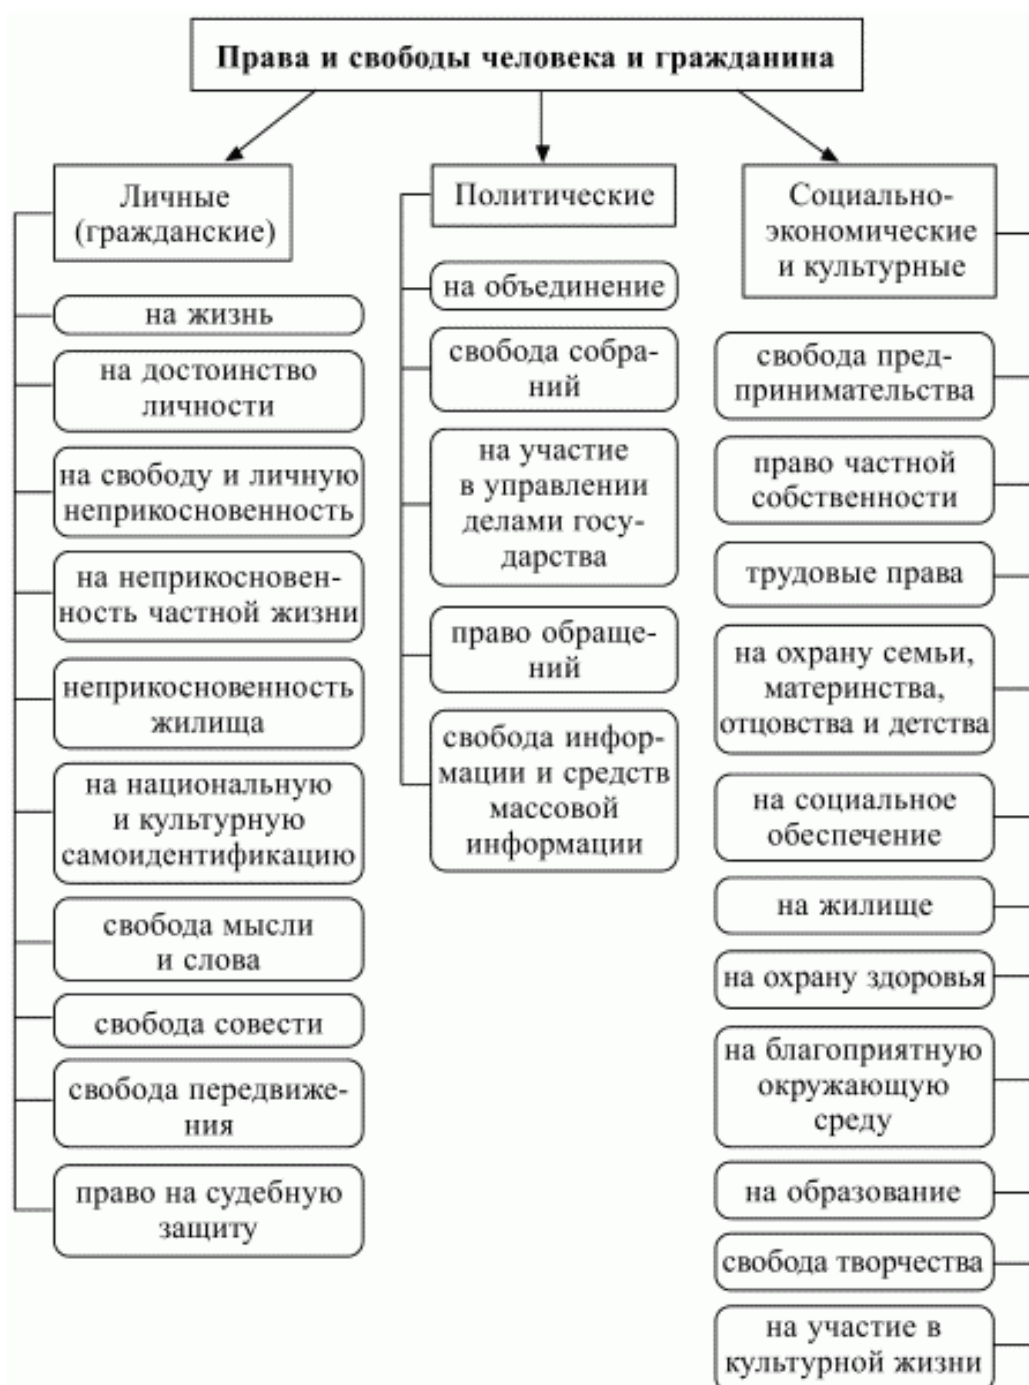 Права и свободы человека и гражданина
Личные
(гражданские)
на жизнь
на достоинство
личности
на свободу и личную
неприкосновенность
на неприкосновен-
ность частной жизни
неприкосновенность
жилища
на национальную
и культурную
самоидентификацию
свобода мысли
и слова
свобода совести
свобода передвиже-
ния
право на судебную
защиту
Политические
на объединение
свобода собра-
ний
на участие
в управлении
делами госу-
дарства
право обраще-
ний
свобода инфор-
мации и средств
массовой
информации
Социально-
экономические
и культурные
свобода пред-
принимательства
право частной
собственности
трудовые права
на охрану семьи,
материнства,
отцовства и детства
на социальное
обеспечение
на жилище
на охрану здоровья
на благоприятную
окружающую
среду
на образование
свобода творчества
на участие в
культурной жизни